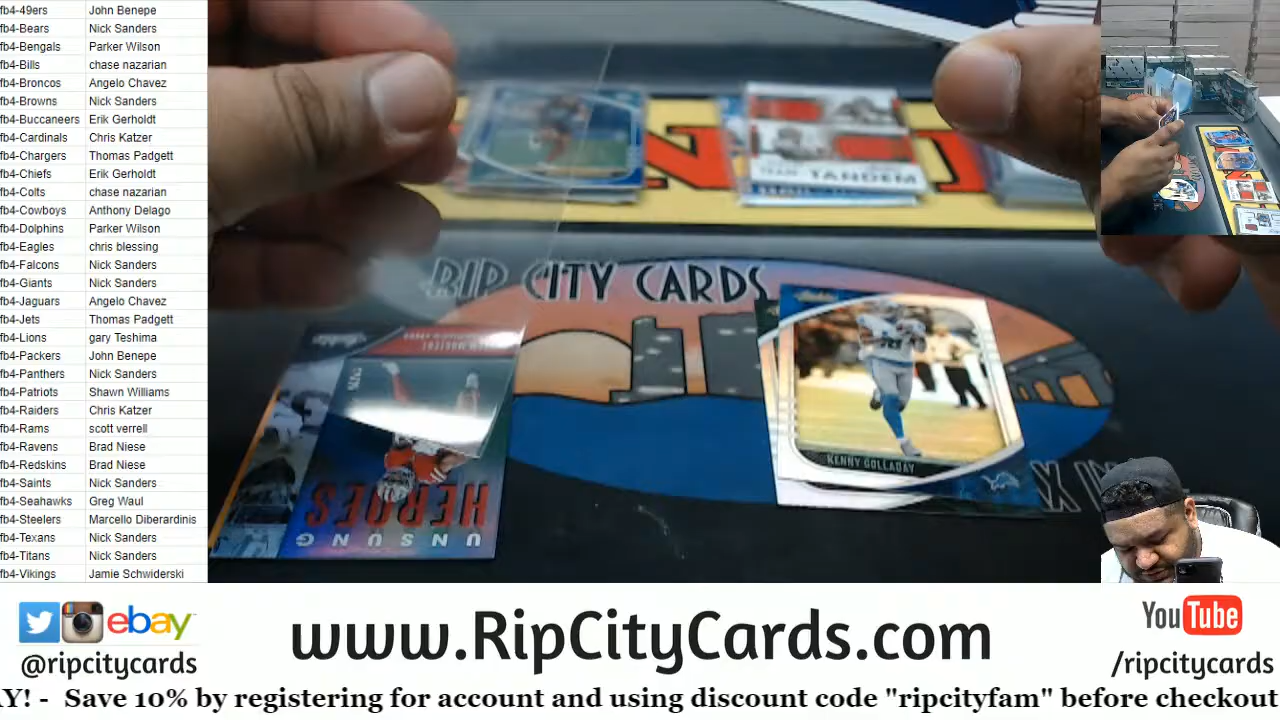 fb4-49ers John Benepe
fb4-Bears Nick Sanders
fb4-Bengals Parker Wilson
fb4-Bills chase nazarian
fb4-Broncos Angelo Chavez
fb4-Browns Nick Sanders
fb4-Buccaneers Erik Gerholdt
fb4-Cardinals Chris Katzer
fb4-Chargers Thomas Padgett
fb4-Chiefs Erik Gerholdt
fb4-Colts chase nazarian
fb4-Cowboys Anthony Delago
fb4-Dolphins Parker Wilson
fb4-Eagles chris blessing
fb4-Falcons Nick Sanders
fb4-Giants Nick Sanders
fb4-Jaguars Angelo Chavez
fb4-Jets Thomas Padgett
fb4-Lions gary Teshima
fb4-Packers John Benepe
fb4-Panthers Nick Sanders
fb4-Patriots Shawn Williams
fb4-Raiders Chris Katzer
fb4-Rams scott verrell
fb4-Ravens Brad Niese
fb4-Redskins Brad Niese
fb4-Saints Nick Sanders
fb4-Seahawks Greg Waul
fb4-Steelers Marcello Diberardinis
fb4-Texans Nick Sanders
fb4-Titans Nick Sanders
fb4-Vikings Jamie Schwiderski
TANDEM
RIP CITY CARDS
KENNY GOLLADAY
UNSUNG
HEROES
ebay
@ripcitycards
www.RipCityCards.com
YouTube
/ripcitycards
AY! - Save 10% by registering for account and using discount code "ripcityfam" before checkout